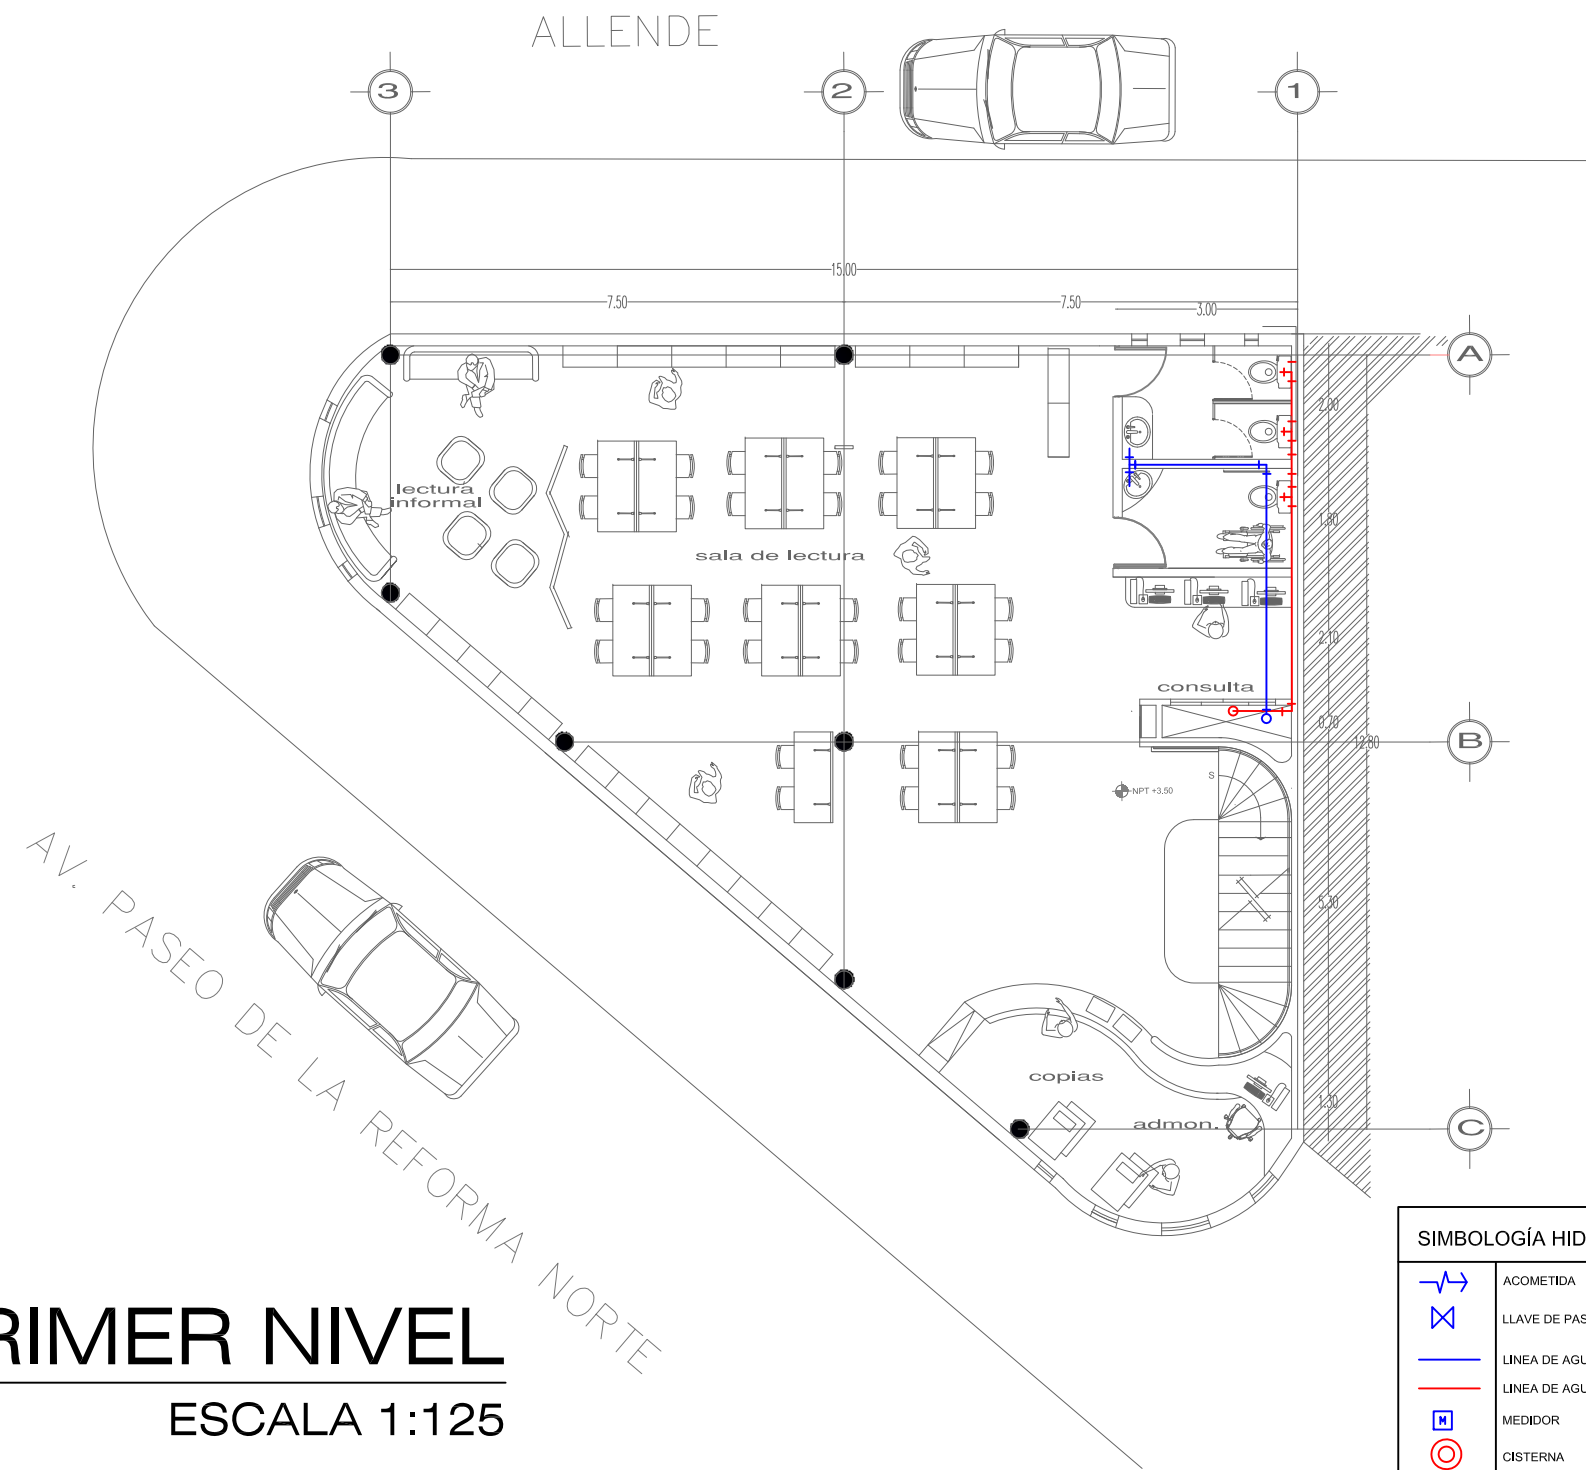 ALLENDE
3
2
1
15.00
7.50
7.50
3.00
A
2.00
lectura
informal
1.80
sala de lectura
2.10
consulta
0.70
B
12.80
S
NPT +3.50
AV. PASEO DE LA REFORMA NORTE
5.30
copias
1.30
admon.
C
SIMBOLOGÍA HID
ACOMETIDA
LLAVE DE PAS
LINEA DE AGU
LINEA DE AGU
M
MEDIDOR
CISTERNA
RIMER NIVEL
ESCALA 1:125